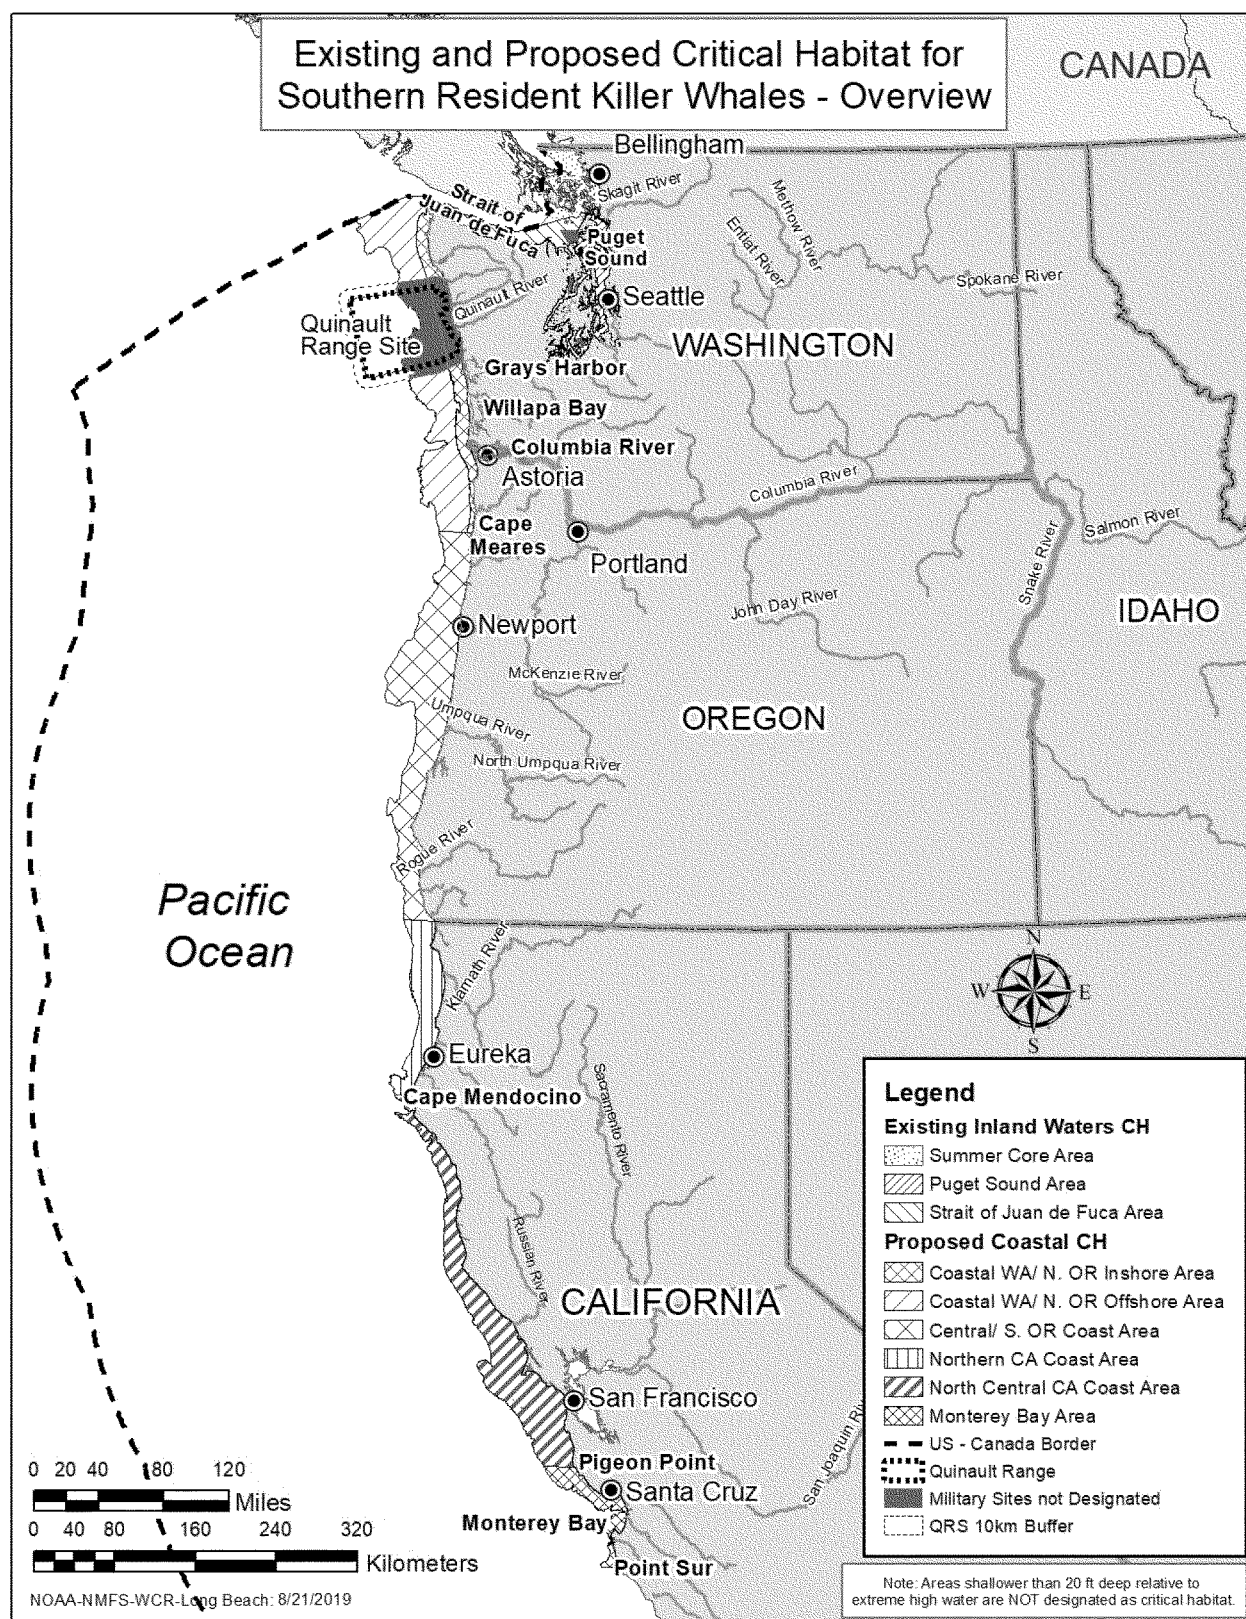 Existing and Proposed Critical Habitat for
Southern Resident Killer Whales - Overview
CANADA
Bellingham
Skagit River
Strait of
Juan de Fuca
Methow River
Entiat River
Puget
Sound
Spokane River
Quinault River
Seattle
Quinault
Range Site
WASHINGTON
Grays Harbor
Willapa Bay
Columbia River
Astoria
Columbia River
Cape
Meares
Portland
Salmon River
Snake River
John Day River
IDAHO
Newport
McKenzie River
Umpqua River
OREGON
North Umpqua River
Rogue River
Pacific
Ocean
Klamath River
N
W
E
S
Eureka
Cape Mendocino
Sacramento River
Russian River
CALIFORNIA
San Francisco
San Joaquin Riv
Pigeon Point
Santa Cruz
Monterey Bay
Point Sur
Legend
Existing Inland Waters CH
Summer Core Area
Puget Sound Area
Strait of Juan de Fuca Area
Proposed Coastal CH
Coastal WA/ N. OR Inshore Area
Coastal WA/ N. OR Offshore Area
Central/ S. OR Coast Area
Northern CA Coast Area
North Central CA Coast Area
Monterey Bay Area
US - Canada Border
Quinault Range
Military Sites not Designated
QRS 10km Buffer
0 20 40 80 120
Miles
0 40 80 160 240 320
Kilometers
NOAA-NMFS-WCR-Long Beach: 8/21/2019
Note: Areas shallower than 20 ft deep relative to
extreme high water are NOT designated as critical habitat.